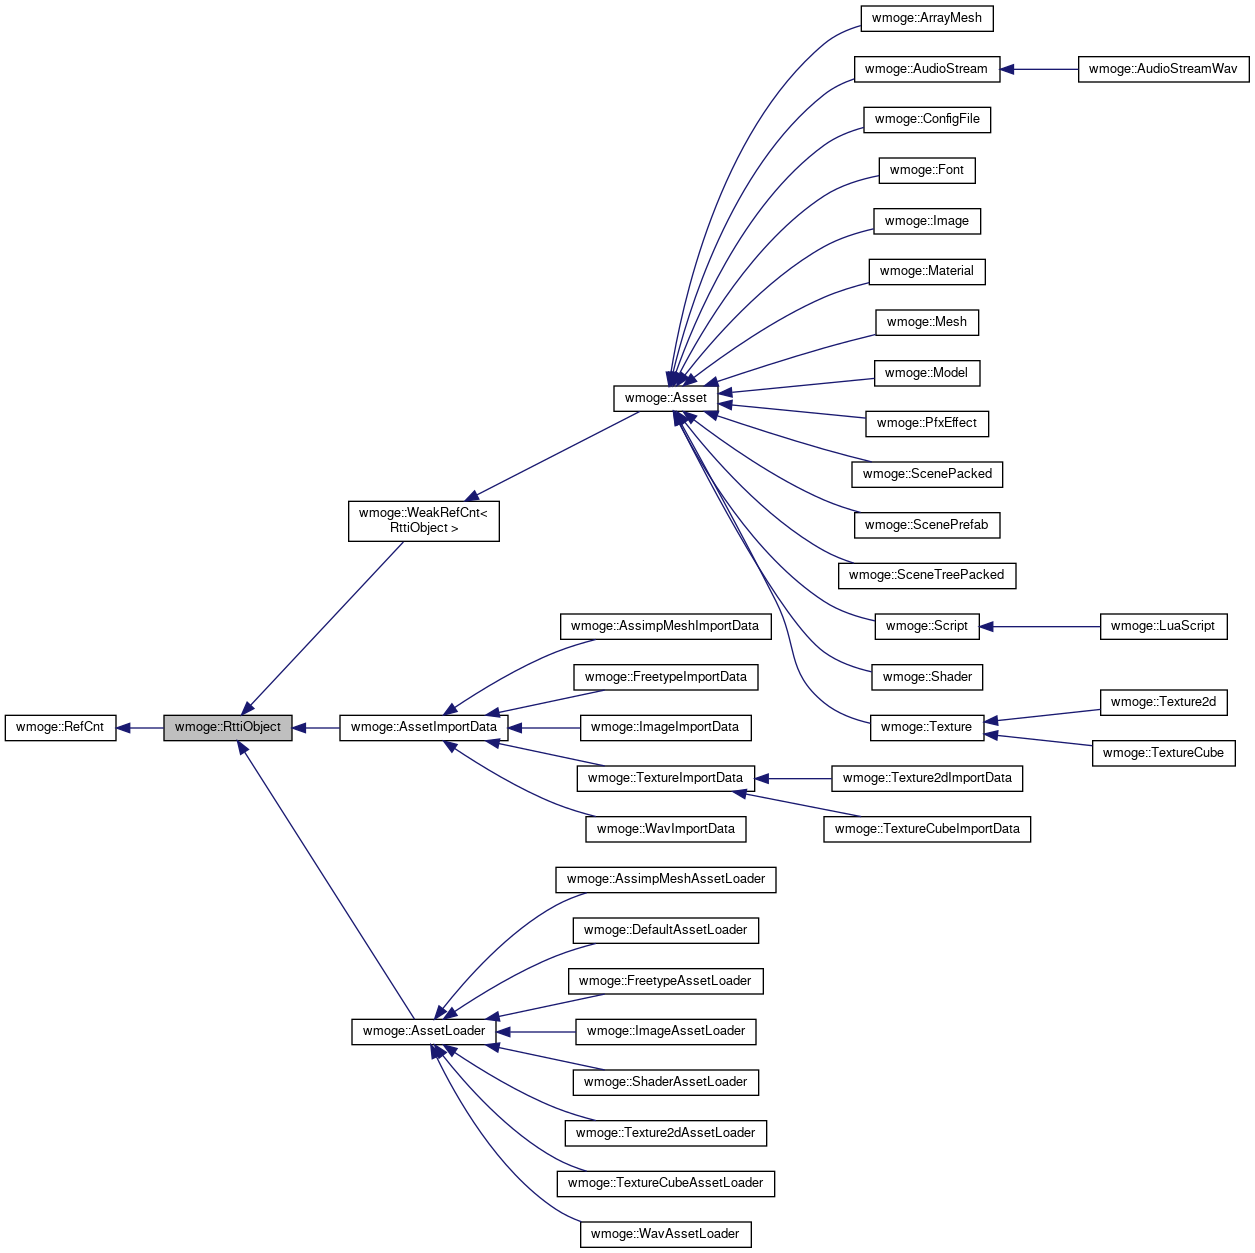 wmoge::ArrayMesh
wmoge::AudioStream
wmoge::AudioStreamWav
wmoge::ConfigFile
wmoge::Font
wmoge::Image
wmoge::Material
wmoge::Mesh
wmoge::Model
wmoge::Asset
wmoge::PfxEffect
wmoge::ScenePacked
wmoge::WeakRefCnt<
RttiObject >
wmoge::ScenePrefab
wmoge::SceneTreePacked
wmoge::Script
wmoge::LuaScript
wmoge::AssimpMeshImportData
wmoge::FreetypeImportData
wmoge::Shader
wmoge::Texture2d
wmoge::RefCnt
wmoge::RttiObject
wmoge::AssetImportData
wmoge::ImageImportData
wmoge::Texture
wmoge::TextureCube
wmoge::TextureImportData
wmoge::Texture2dImportData
wmoge::WavImportData
wmoge::TextureCubeImportData
wmoge::AssimpMeshAssetLoader
wmoge::DefaultAssetLoader
wmoge::FreetypeAssetLoader
wmoge::AssetLoader
wmoge::ImageAssetLoader
wmoge::ShaderAssetLoader
wmoge::Texture2dAssetLoader
wmoge::TextureCubeAssetLoader
wmoge::WavAssetLoader